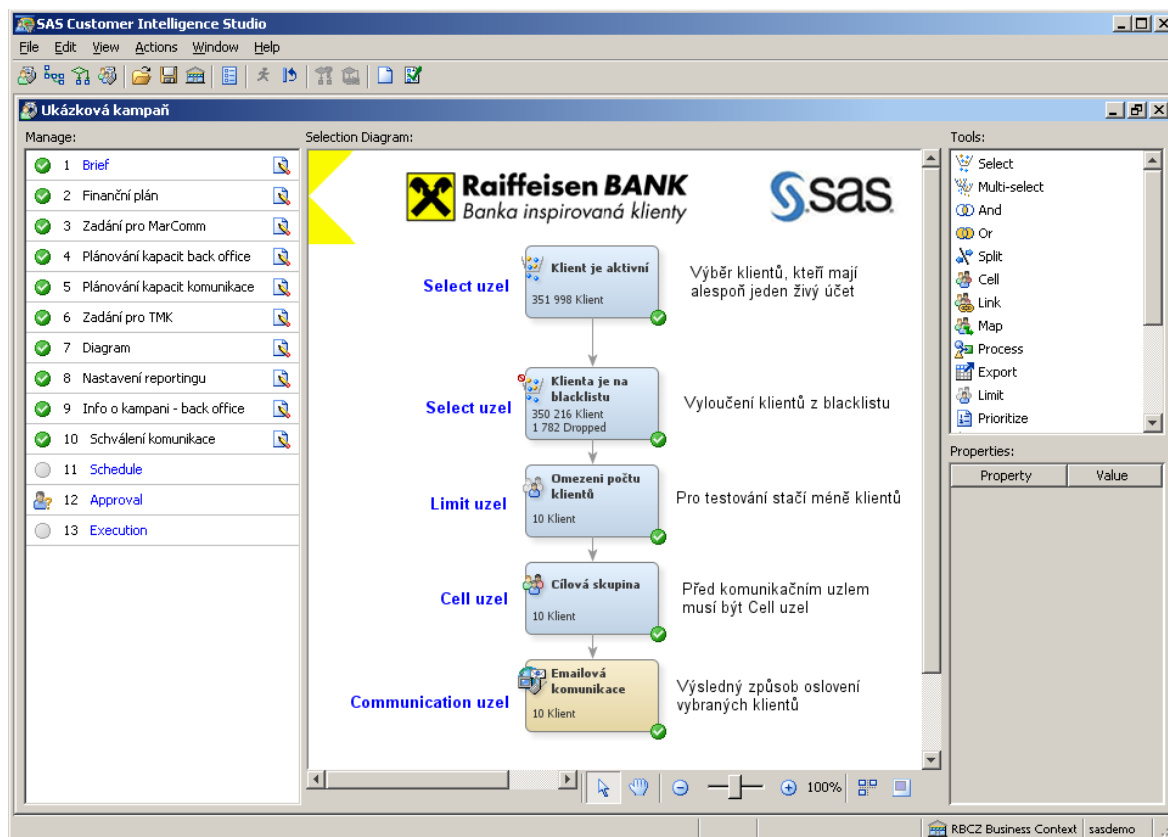 SAS Customer Intelligence Studio
File Edit View Actions Window Help
Ukázková kampaň
Manage:
1 Brief
2 Finanční plán
3 Zadání pro MarComm
4 Plánování kapacit back office
5 Plánování kapacit komunikace
6 Zadání pro TMK
7 Diagram
8 Nastavení reportingu
9 Info o kampani - back office
10 Schválení komunikace
11 Schedule
12 Approval
13 Execution
Selection Diagram:
Raiffeisen BANK
Banka inspirovaná klienty
S.sas.
Select uzel
Klient je aktivní
351 998 Klient
Výběr klientů, kteří mají
alespoň jeden živý účet
Select uzel
Klienta je na
blacklistu
350 216 Klient
1 782 Dropped
Vyloučení klientů z blacklistu
Limit uzel
Omezeni počtu
klientů
10 Klient
Pro testování stačí méně klientů
Cell uzel
Cílová skupina
10 Klient
Před komunikačním uzlem
musí být Cell uzel
Communication uzel
Emailová
komunikace
10 Klient
Výsledný způsob oslovení
vybraných klientů
100%
Tools:
Select
Multi-select
And
Or
Split
Cell
Link
Map
Process
Export
Limit
Prioritize
Properties:
Property Value
RBCZ Business Context sasdemo